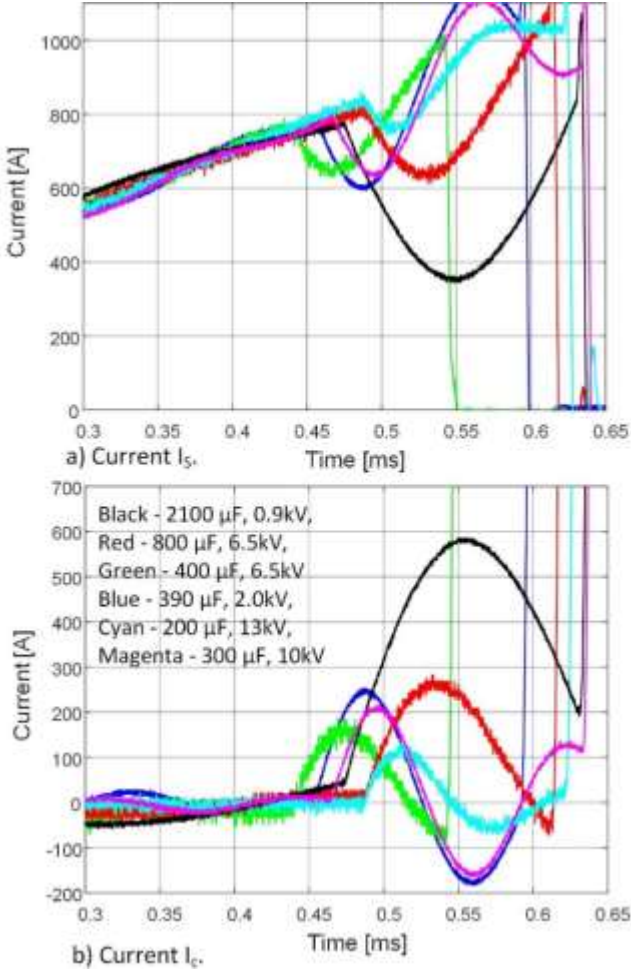 1000
800
600
400
200
0
Current [A]
0.3 0.35 0.4 0.45 0.5 0.55 0.6 0.65
a) Current Iₛ. Time [ms]
700
600
500
400
300
200
100
0
-100
-200
Current [A]
Black - 2100 µF, 0.9kV,
Red - 800 µF, 6.5kV,
Green - 400 µF, 6.5kV
Blue - 390 µF, 2.0kV,
Cyan - 200 µF, 13kV,
Magenta - 300 µF, 10kV
0.3 0.35 0.4 0.45 0.5 0.55 0.6 0.65
Time [ms]
b) Current I꜀.